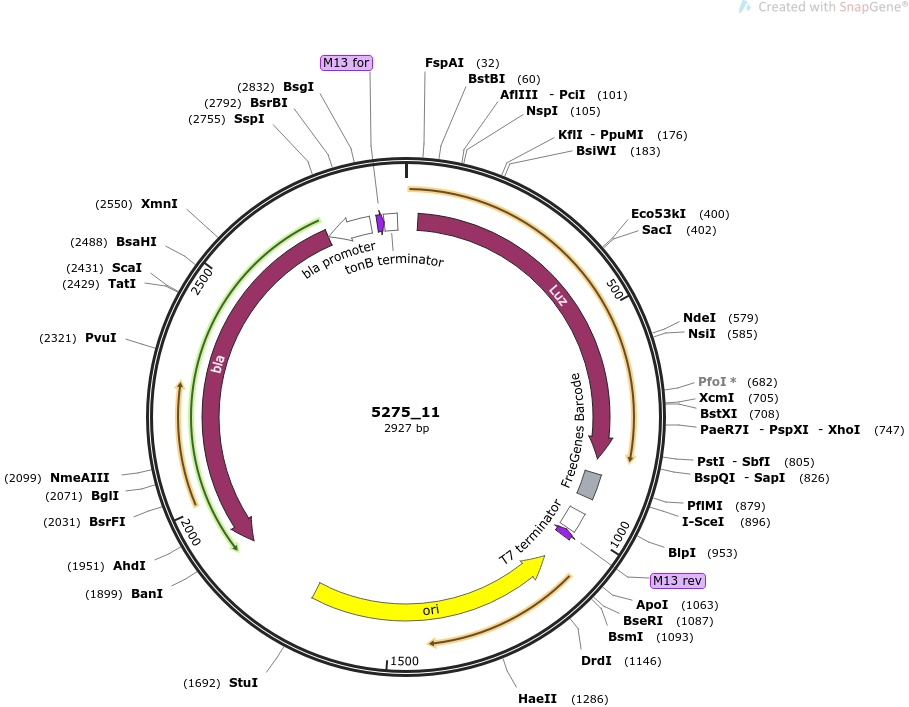 Created with SnapGene®
M13 for
FspAI (32)
BstBI (60)
AflIII - PciI (101)
NspI (105)
KflI - PpuMI (176)
BsiWI (183)
Eco53kI (400)
SacI (402)
500
NdeI (579)
NsiI (585)
PfoI * (682)
XcmI (705)
BstXI (708)
PaeR7I - PspXI - XhoI (747)
PstI - SbfI (805)
BspQI - SapI (826)
PflMI (879)
I-SceI (896)
BlpI (953)
1000
M13 rev
ApoI (1063)
BseRI (1087)
BsmI (1093)
DrdI (1146)
HaeII (1286)
1500
(1692) StuI
(1899) BanI
(1951) AhdI
2000
(2031) BsrFI
(2071) BglI
(2099) NmeAIII
(2321) PvuI
(2429) TatI
(2431) ScaI
2500
(2488) BsaHI
(2550) XmnI
(2755) SspI
(2792) BsrBI
(2832) BsgI
bla promoter
tonB terminator
Luz
bla
FreeGenes Barcode
T7 terminator
ori
5275_11
2927 bp